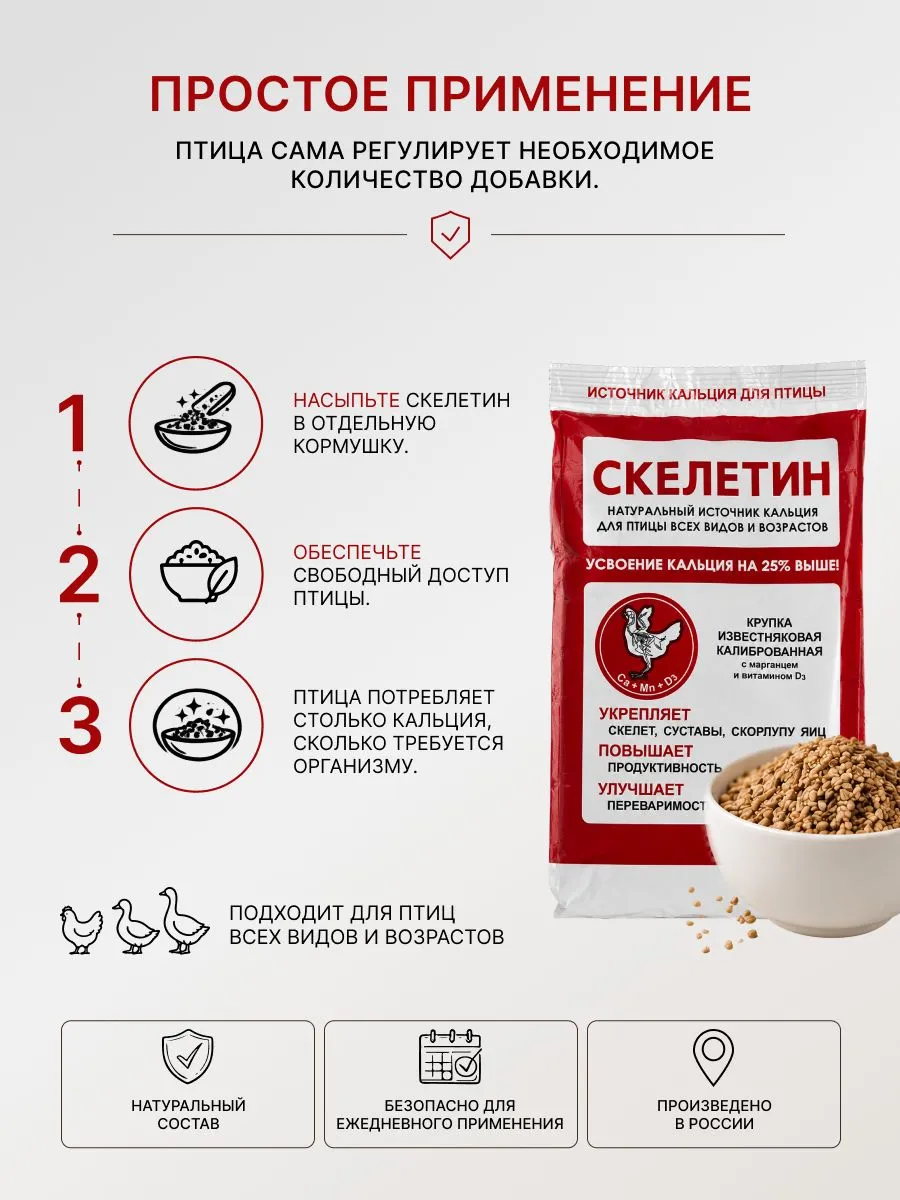 ПРОСТОЕ ПРИМЕНЕНИЕ
ПТИЦА САМА РЕГУЛИРУЕТ НЕОБХОДИМОЕ
КОЛИЧЕСТВО ДОБАВКИ.
1
НАСЫПЬТЕ СКЕЛЕТИН
В ОТДЕЛЬНУЮ
КОРМУШКУ.
2
ОБЕСПЕЧЬТЕ
СВОБОДНЫЙ ДОСТУП
ПТИЦЫ.
3
ПТИЦА ПОТРЕБЛЯЕТ
СТОЛЬКО КАЛЬЦИЯ,
СКОЛЬКО ТРЕБУЕТСЯ
ОРГАНИЗМУ.
ИСТОЧНИК КАЛЬЦИЯ ДЛЯ ПТИЦЫ
СКЕЛЕТИН
НАТУРАЛЬНЫЙ ИСТОЧНИК КАЛЬЦИЯ
ДЛЯ ПТИЦЫ ВСЕХ ВИДОВ И ВОЗРАСТОВ
УСВОЕНИЕ КАЛЬЦИЯ НА 25% ВЫШЕ!
Ca + Mn + D3
КРУПКА
ИЗВЕСТНЯКОВАЯ
КАЛИБРОВАННАЯ
с марганцем
и витамином D3
УКРЕПЛЯЕТ
СКЕЛЕТ, СУСТАВЫ, СКОРЛУПУ ЯИЦ
ПОВЫШАЕТ
ПРОДУКТИВНОСТЬ
УЛУЧШАЕТ
ПЕРЕВАРИМОСТ
ПОДХОДИТ ДЛЯ ПТИЦ
ВСЕХ ВИДОВ И ВОЗРАСТОВ
НАТУРАЛЬНЫЙ
СОСТАВ
БЕЗОПАСНО ДЛЯ
ЕЖЕДНЕВНОГО ПРИМЕНЕНИЯ
ПРОИЗВЕДЕНО
В РОССИИ